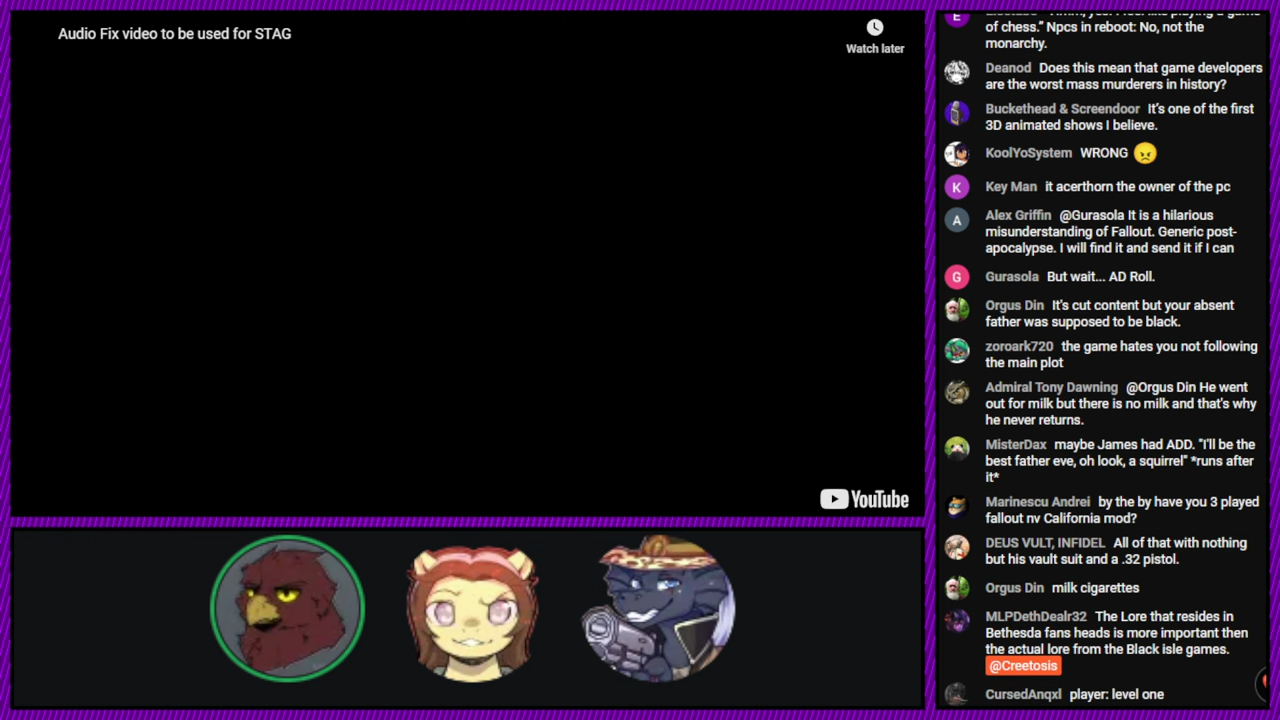 Audio Fix video to be used for STAG
Watch later
YouTube
E
of chess.” Npcs in reboot: No, not the
monarchy.
Deanod Does this mean that game developers
are the worst mass murderers in history?
Buckethead & Screendoor It’s one of the first
3D animated shows I believe.
KoolYoSystem WRONG
K
Key Man it acerthorn the owner of the pc
A
Alex Griffin @Gurasola It is a hilarious
misunderstanding of Fallout. Generic post-
apocalypse. I will find it and send it if I can
G
Gurasola But wait... AD Roll.
Orgus Din It's cut content but your absent
father was supposed to be black.
zoroark720 the game hates you not following
the main plot
Admiral Tony Dawning @Orgus Din He went
out for milk but there is no milk and that's why
he never returns.
MisterDax maybe James had ADD. "I'll be the
best father eve, oh look, a squirrel" *runs after
it*
Marinescu Andrei by the by have you 3 played
fallout nv California mod?
DEUS VULT, INFIDEL All of that with nothing
but his vault suit and a .32 pistol.
Orgus Din milk cigarettes
MLPDethDealr32 The Lore that resides in
Bethesda fans heads is more important then
the actual lore from the Black isle games.
@Creetosis
CursedAnqxl player: level one